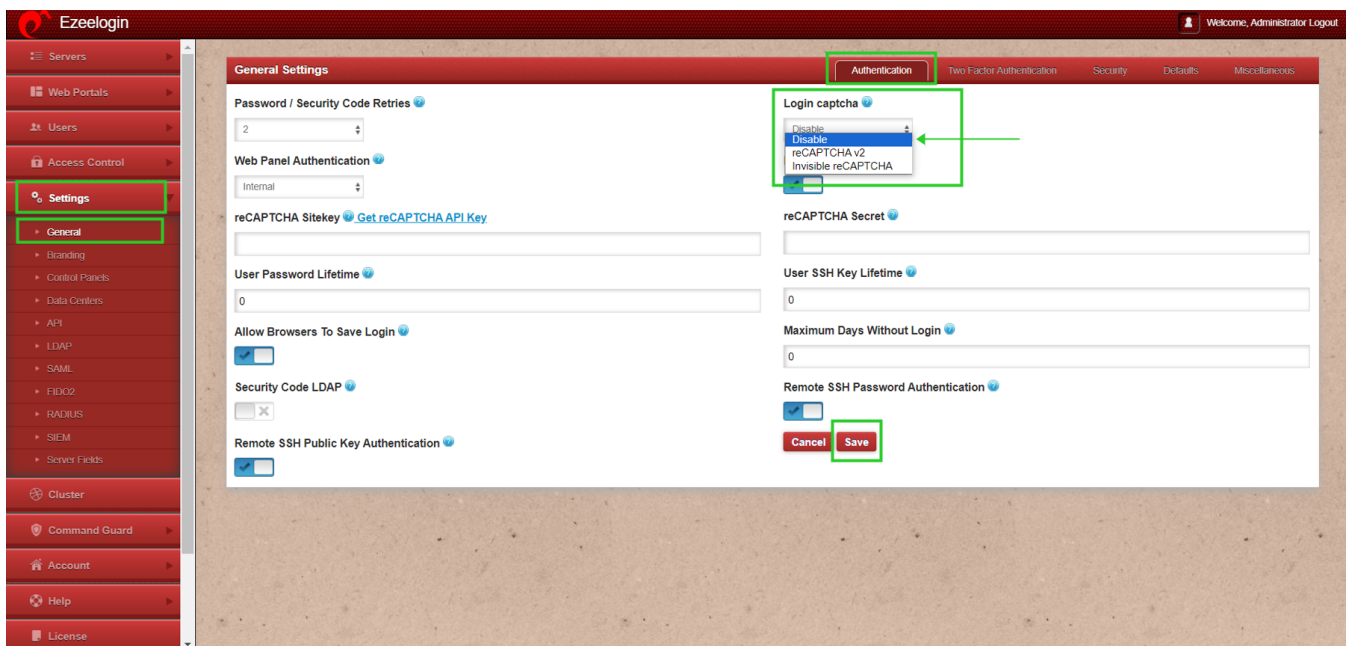 Ezeelogin
Welcome, Administrator Logout
Servers
Web Portals
Users
Access Control
Settings
General
Branding
Control Panels
Data Centers
API
LDAP
SAML
FIDO2
RADIUS
SIEM
Server Fields
Cluster
Command Guard
Account
Help
License
General Settings
Authentication
Two Factor Authentication
Security
Defaults
Miscellaneous
Password / Security Code Retries
2
Login captcha
Disable
Disable
reCAPTCHA v2
Invisible reCAPTCHA
Web Panel Authentication
Internal
reCAPTCHA Sitekey Get reCAPTCHA API Key
reCAPTCHA Secret
User Password Lifetime
0
User SSH Key Lifetime
0
Allow Browsers To Save Login
Maximum Days Without Login
0
Security Code LDAP
Remote SSH Password Authentication
Remote SSH Public Key Authentication
Cancel
Save